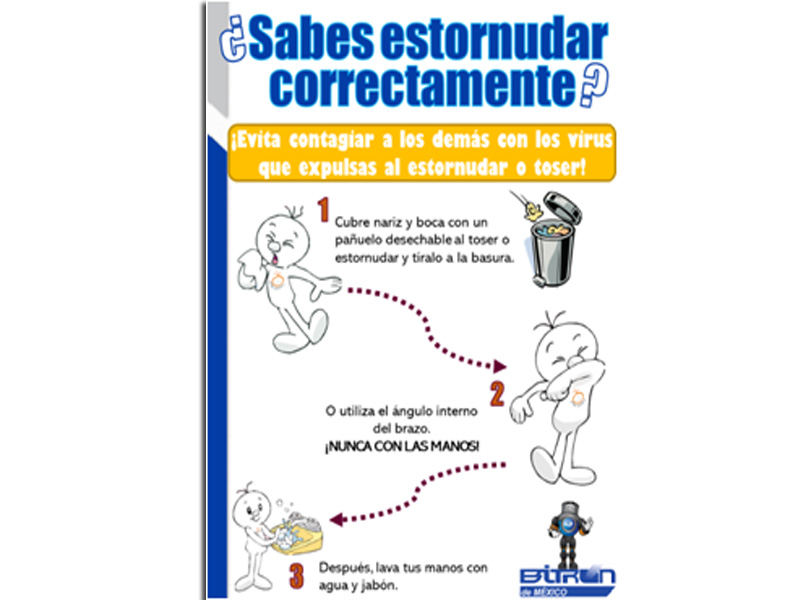 ¿Sabes estornudar
correctamente?
¡Evita contagiar a los demás con los virus
que expulsas al estornudar o toser!
1
Cubre nariz y boca con un
pañuelo desechable al toser o
estornudar y tíralo a la basura.
2
O utiliza el ángulo interno
del brazo.
¡NUNCA CON LAS MANOS!
3
Después, lava tus manos con
agua y jabón.
BITRON
de MÉXICO